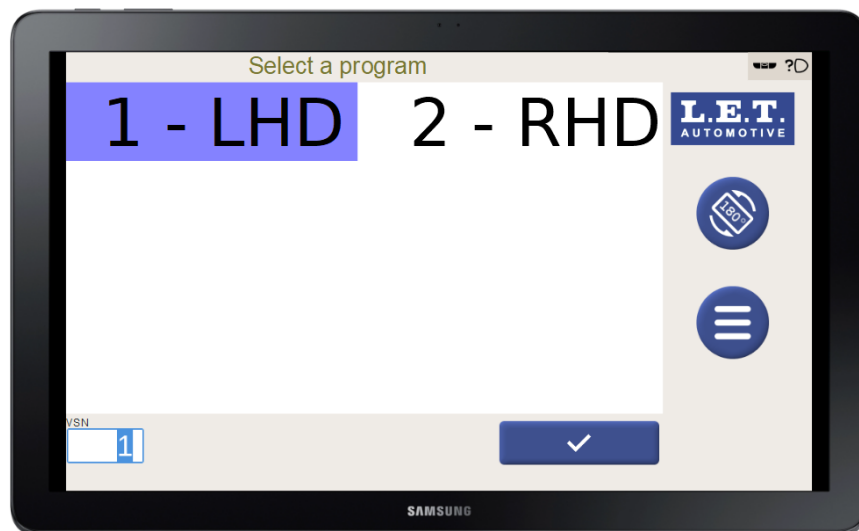 Select a program
?
1 - LHD 2 - RHD
L.E.T.
AUTOMOTIVE
180°
VSN
1
SAMSUNG